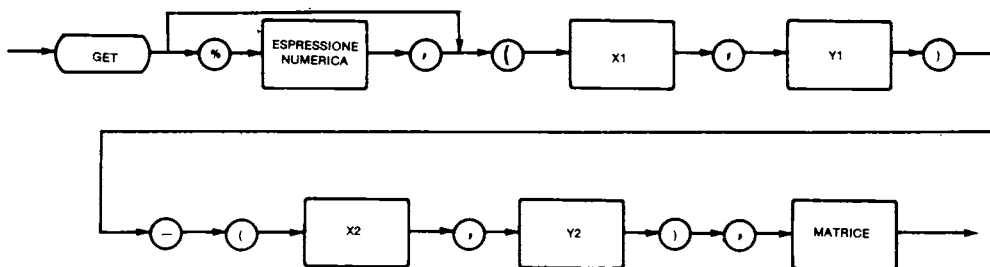 GET % ESPRESSIONE NUMERICA , ( X1 , Y1 )
– ( X2 , Y2 ) , MATRICE